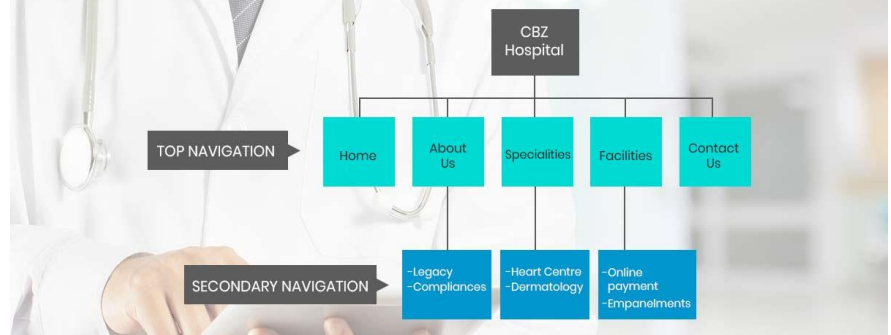 CBZ
Hospital
TOP NAVIGATION
Home
About
Us
Specialities
Facilities
Contact
Us
SECONDARY NAVIGATION
-Legacy
-Compliances
-Heart Centre
-Dermatology
-Online
payment
-Empanelments